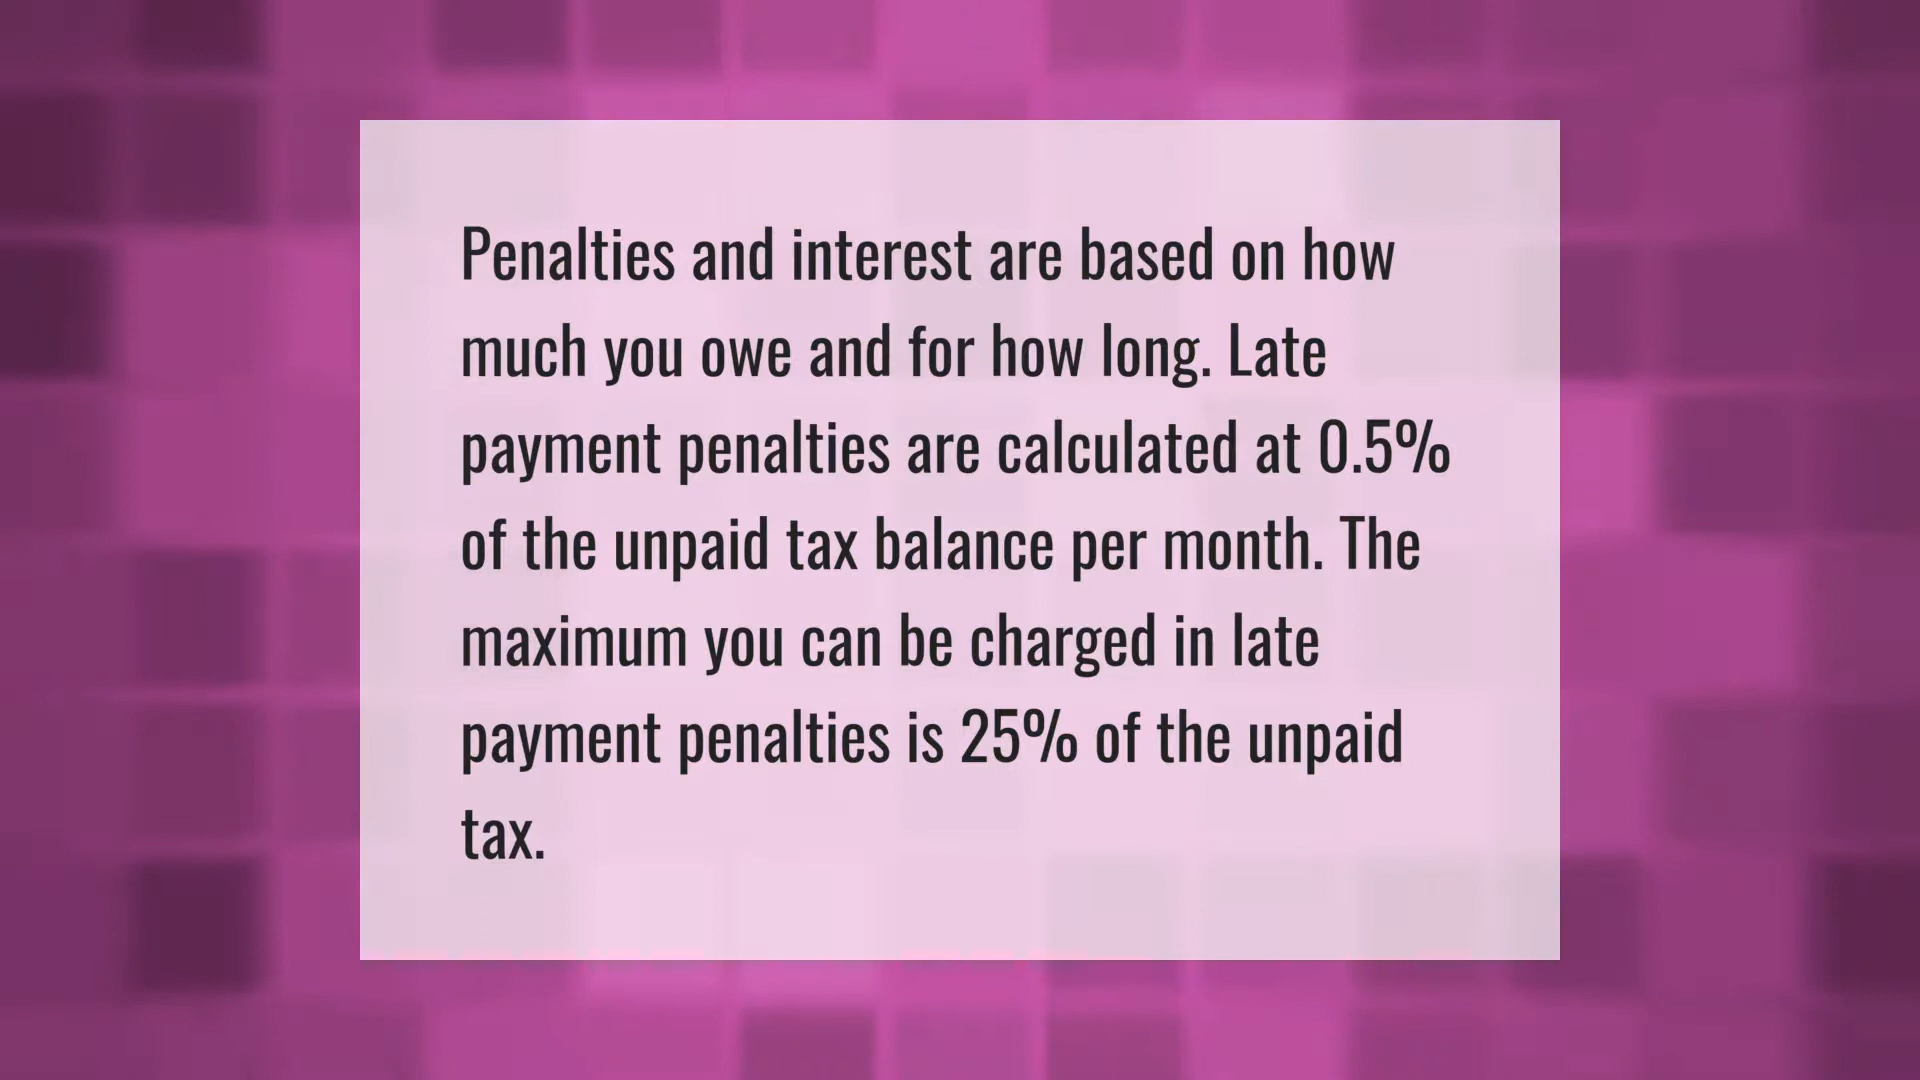 Penalties and interest are based on how
much you owe and for how long. Late
payment penalties are calculated at 0.5%
of the unpaid tax balance per month. The
maximum you can be charged in late
payment penalties is 25% of the unpaid
tax.